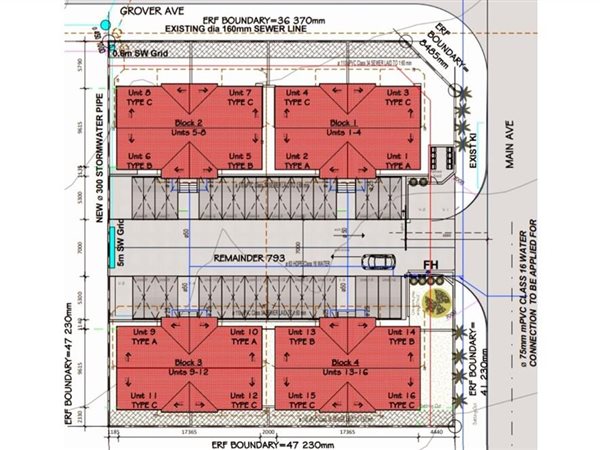 GROVER AVE
ERF BOUNDARY=36 370mm
EXISTING dia 160mm SEWER LINE
ERF BOUNDARY=
8485mm
0.6m SW Grid
5790
Unit 8
TYPE C
Unit 7
TYPE C
Unit 4
TYPE C
Unit 3
TYPE C
Block 2
Units 5-8
Block 1
Units 1-4
Unit 6
TYPE B
Unit 5
TYPE B
Unit 2
TYPE A
Unit 1
TYPE A
9615
5300
7000
5300
NEW ø 300 STORMWATER PIPE
5m SW Grid
EXIST KI
MAIN AVE
REMAINDER 793
7000
FH
ø 75mm mPVC CLASS 16 WATER
CONNECTION TO BE APPLIED FOR
Unit 9
TYPE A
Unit 10
TYPE A
Unit 13
TYPE B
Unit 14
TYPE B
Block 3
Units 9-12
Block 4
Units 13-16
Unit 11
TYPE C
Unit 12
TYPE C
Unit 15
TYPE C
Unit 16
TYPE C
9615
2330
ERF BOUNDARY=47 230mm
ERF BOUNDARY=
41 230mm
1185
17365
2000
17365
4440
ERF BOUNDARY=47 230mm